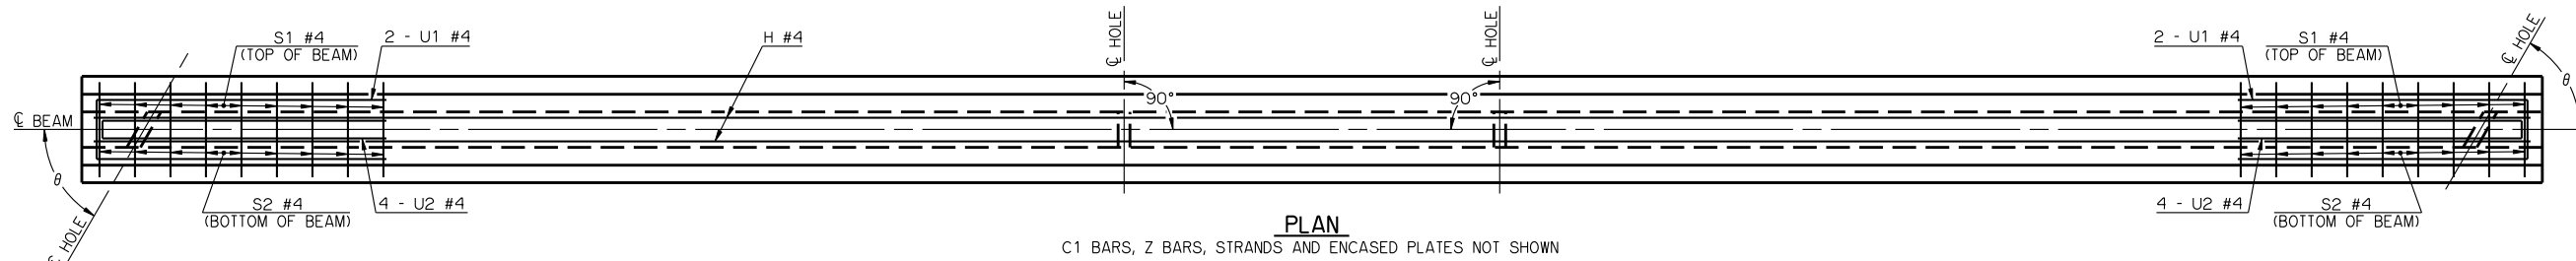 S1 #4
(TOP OF BEAM)
2 - U1 #4
H #4
℄ HOLE
℄ HOLE
2 - U1 #4
S1 #4
(TOP OF BEAM)
℄ HOLE
θ
℄ BEAM
90°
90°
θ
℄ HOLE
S2 #4
(BOTTOM OF BEAM)
4 - U2 #4
4 - U2 #4
S2 #4
(BOTTOM OF BEAM)
PLAN
C1 BARS, Z BARS, STRANDS AND ENCASED PLATES NOT SHOWN